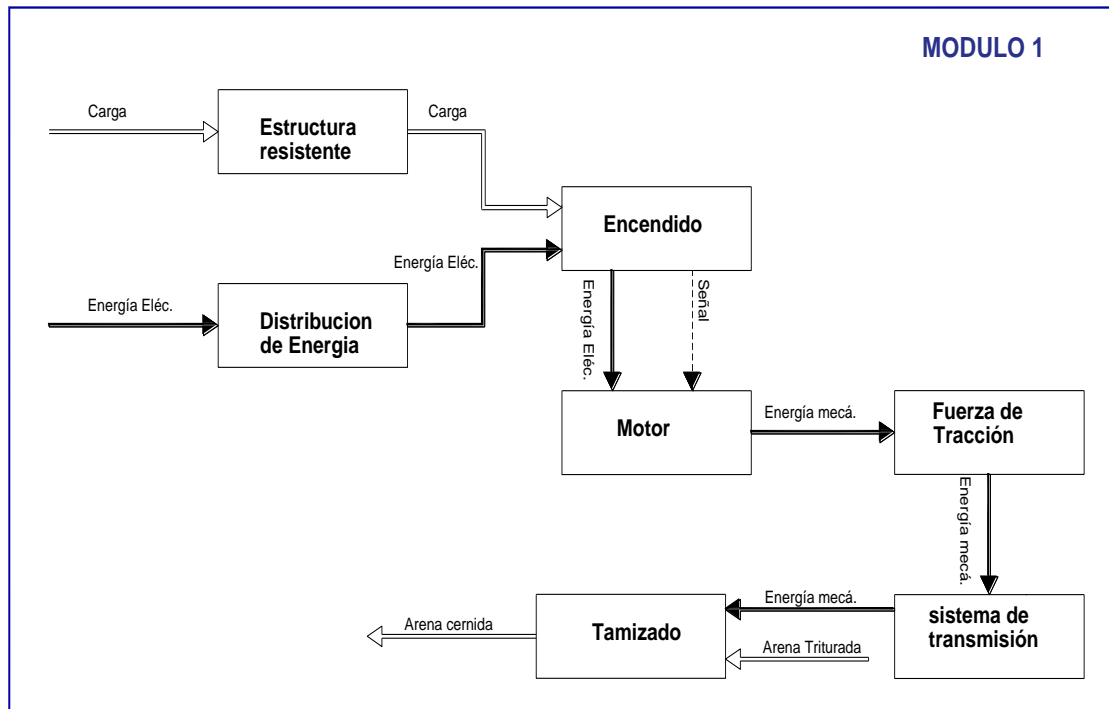 MODULO 1
Carga
Estructura
resistente
Carga
Encendido
Energía Eléc.
Energía Eléc.
Distribucion
de Energia
Energía Eléc.
Señal
Motor
Energía mecá.
Fuerza de
Tracción
Energía mecá.
Energía mecá.
sistema de
transmisión
Arena cernida
Tamizado
Arena Triturada